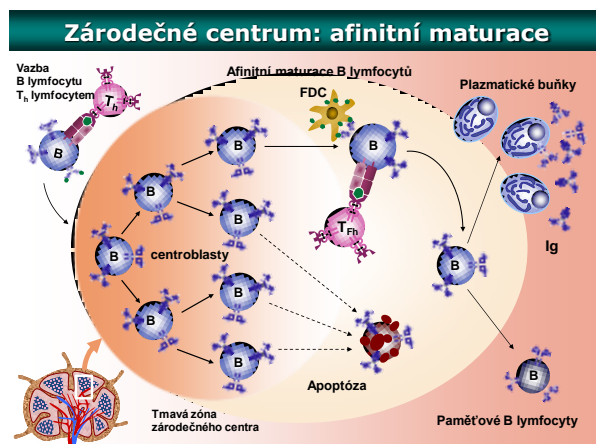 Zárodečné centrum: afinitní maturace
Vazba
B lymfocytu
Th lymfocytem
Th
B
Afinitní maturace B lymfocytů
FDC
Plazmatické buňky
B
B
B
B
B
B
B
B
TFh
B
Ig
centroblasty
Apoptóza
Tmavá zóna
zárodečného centra
B
Paměťové B lymfocyty